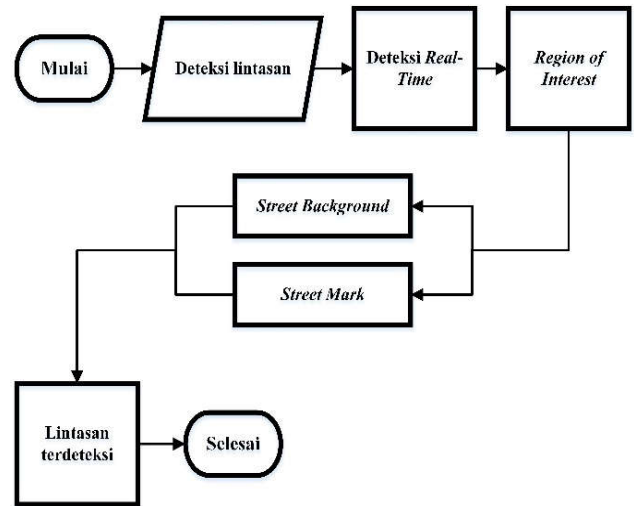 Mulai
Deteksi lintasan
Deteksi Real-
Time
Region of
Interest
Street Background
Street Mark
Lintasan
terdeteksi
Selesai